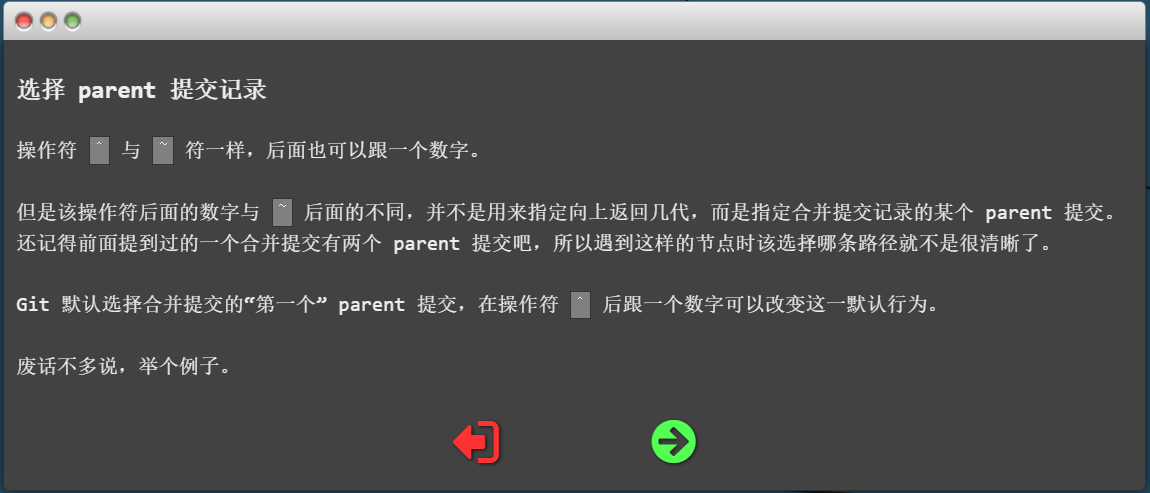 选择 parent 提交记录
操作符 ^ 与 ~ 符一样，后面也可以跟一个数字。
但是该操作符后面的数字与 ~ 后面的不同，并不是用来指定向上返回几代，而是指定合并提交记录的某个 parent 提交。
还记得前面提到过的一个合并提交有两个 parent 提交吧，所以遇到这样的节点时该选择哪条路径就不是很清晰了。
Git 默认选择合并提交的“第一个” parent 提交，在操作符 ^ 后跟一个数字可以改变这一默认行为。
废话不多说，举个例子。